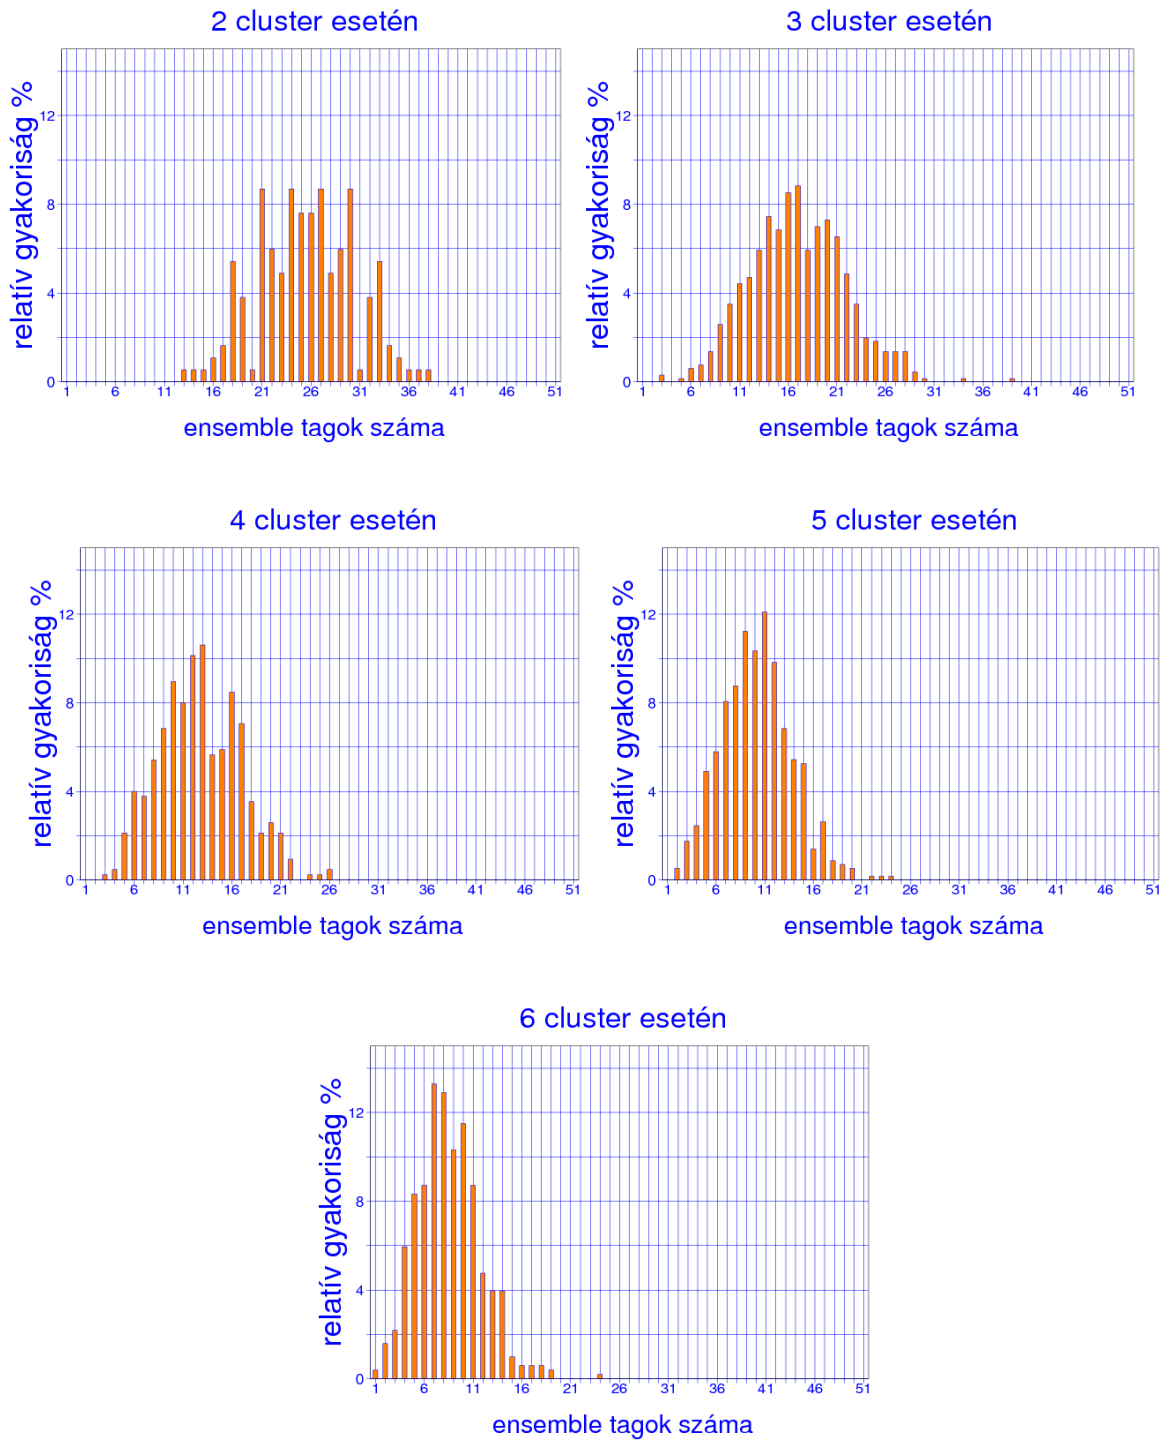 2 cluster esetén
relatív gyakoriság %
12
8
4
0
1 6 11 16 21 26 31 36 41 46 51
ensemble tagok száma
3 cluster esetén
relatív gyakoriság %
12
8
4
0
1 6 11 16 21 26 31 36 41 46 51
ensemble tagok száma
4 cluster esetén
relatív gyakoriság %
12
8
4
0
1 6 11 16 21 26 31 36 41 46 51
ensemble tagok száma
5 cluster esetén
relatív gyakoriság %
12
8
4
0
1 6 11 16 21 26 31 36 41 46 51
ensemble tagok száma
6 cluster esetén
relatív gyakoriság %
12
8
4
0
1 6 11 16 21 26 31 36 41 46 51
ensemble tagok száma